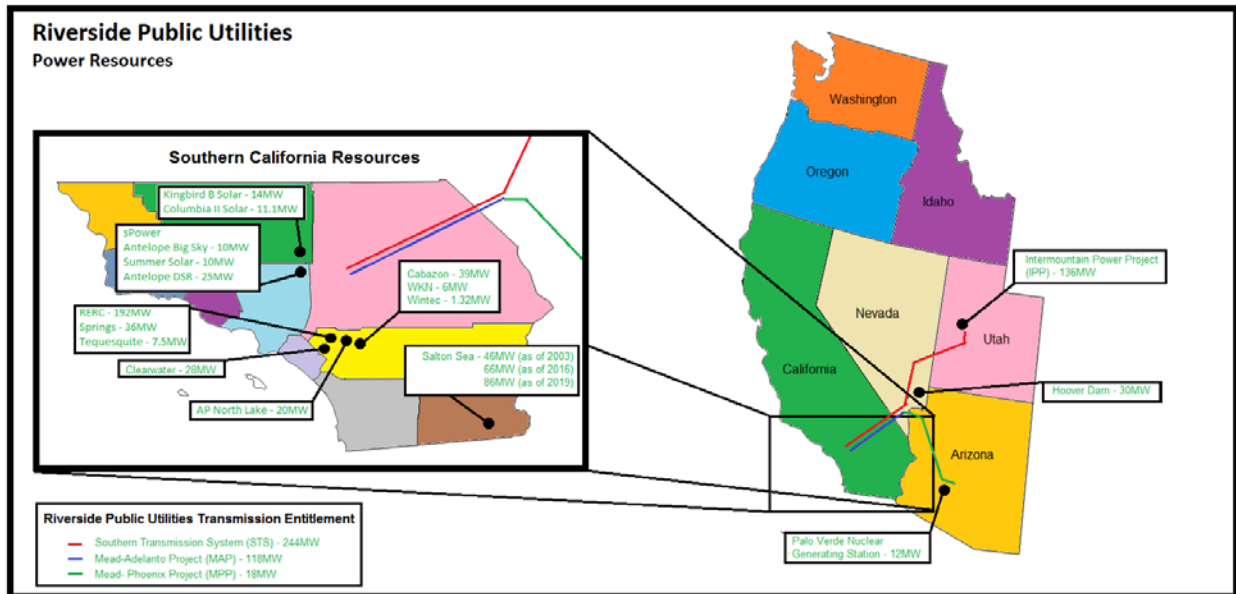 Riverside Public Utilities
Power Resources
Southern California Resources
Kingbird B Solar - 14MW
Columbia II Solar - 11.1MW
sPower
Antelope Big Sky - 10MW
Summer Solar - 10MW
Antelope DSR - 25MW
Cabazon - 39MW
WKN - 6MW
Wintec - 1.32MW
RERC - 192MW
Springs - 36MW
Tequesquite - 7.5MW
Clearwater - 28MW
AP North Lake - 20MW
Salton Sea - 46MW (as of 2003)
66MW (as of 2016)
86MW (as of 2019)
Washington
Oregon
Idaho
Nevada
Utah
California
Arizona
Intermountain Power Project
(IPP) - 136MW
Hoover Dam - 30MW
Palo Verde Nuclear
Generating Station - 12MW
Riverside Public Utilities Transmission Entitlement
Southern Transmission System (STS) - 244MW
Mead-Adelanto Project (MAP) - 118MW
Mead- Phoenix Project (MPP) - 18MW